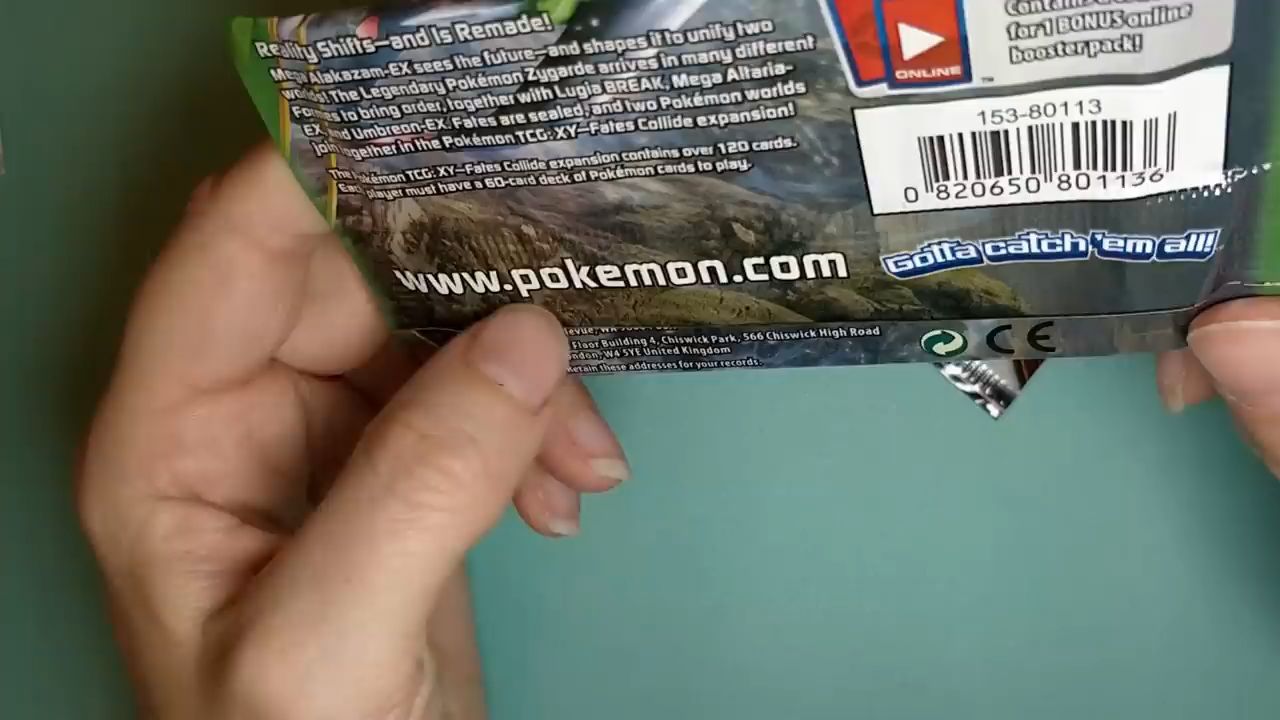 Reality Shifts—and Is Remade!
Mega Alakazam-EX sees the future—and shapes it to unify two
worlds! The Legendary Pokémon Zygarde arrives in many different
to bring order, together with Lugia BREAK, Mega Altaria-
EX and Umbreon-EX. Fates are sealed, and two Pokémon worlds
join together in the Pokémon TCG: XY—Fates Collide expansion!
The Pokémon TCG: XY—Fates Collide expansion contains over 120 cards.
Each player must have a 60-card deck of Pokémon cards to play.
www.pokemon.com
Floor Building 4, Chiswick Park, 566 Chiswick High Road
W4 5YE United Kingdom
these addresses for your records.
ONLINE
™
for 1 BONUS online
booster pack!
153-80113
0 820650 801136
Gotta catch 'em all!
CE